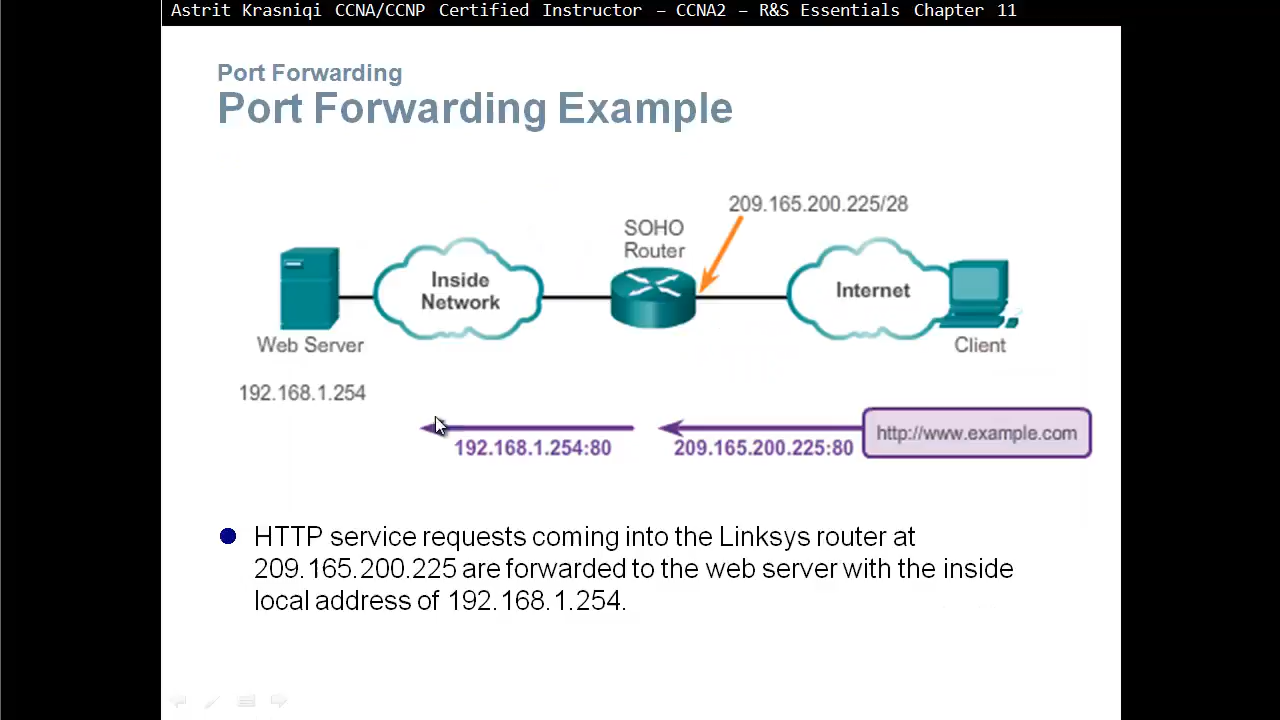 Astrit Krasniqi CCNA/CCNP Certified Instructor – CCNA2 – R&S Essentials Chapter 11
Port Forwarding
Port Forwarding Example
209.165.200.225/28
SOHO
Router
Inside
Network
Internet
Web Server
Client
192.168.1.254
192.168.1.254:80
209.165.200.225:80
http://www.example.com
HTTP service requests coming into the Linksys router at
209.165.200.225 are forwarded to the web server with the inside
local address of 192.168.1.254.